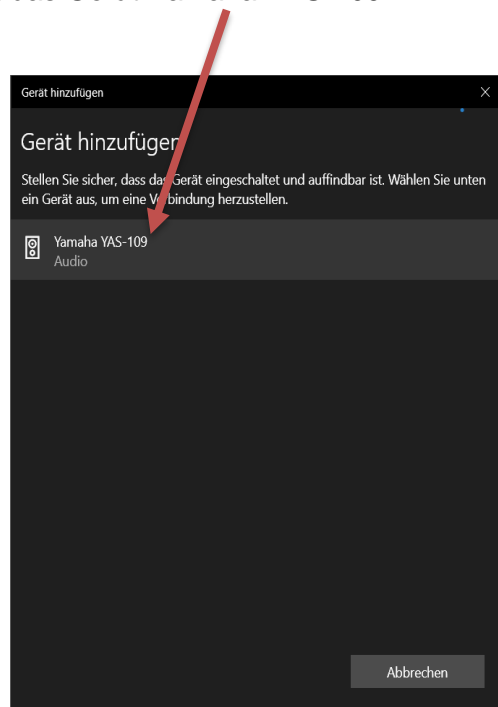 Gerät hinzufügen
Gerät hinzufügen
Stellen Sie sicher, dass das Gerät eingeschaltet und auffindbar ist. Wählen Sie unten
ein Gerät aus, um eine Verbindung herzustellen.
Yamaha YAS-109
Audio
Abbrechen